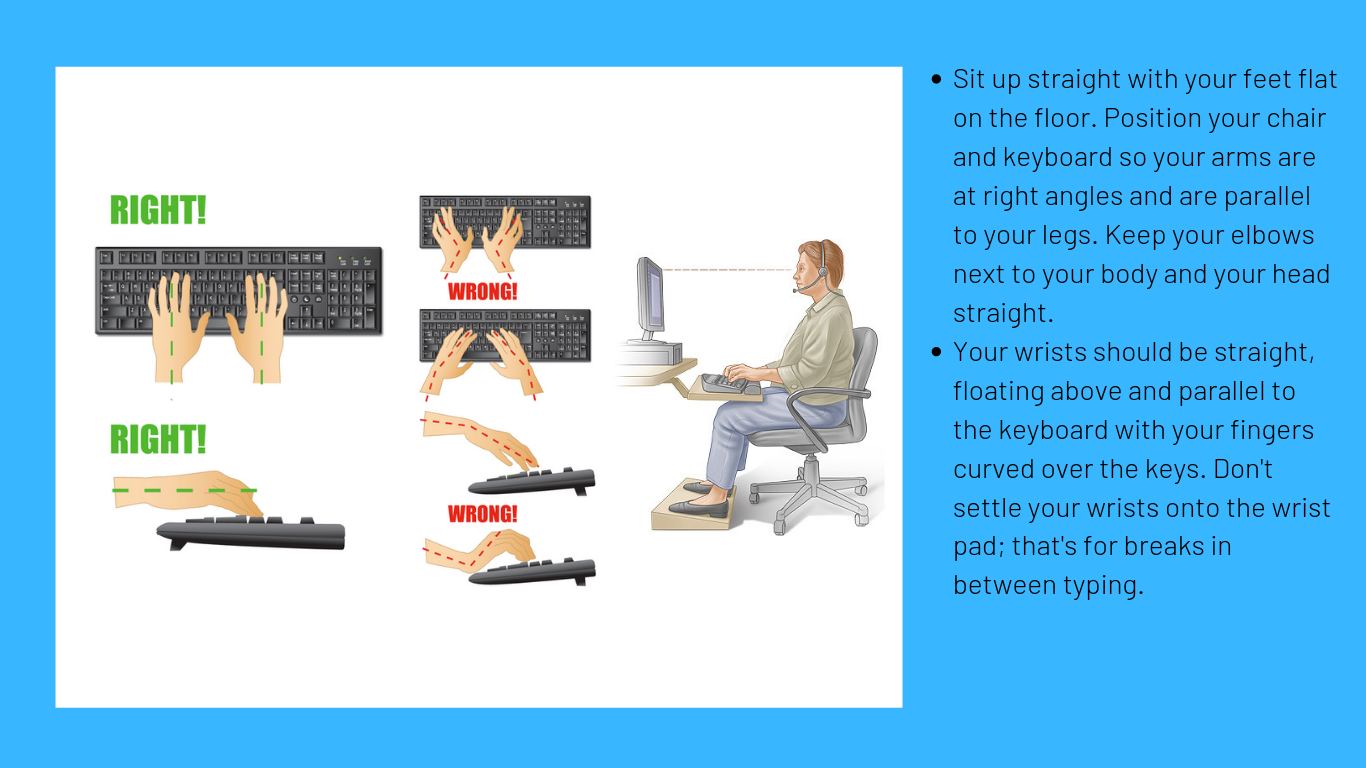 RIGHT!
WRONG!
RIGHT!
WRONG!
• Sit up straight with your feet flat
on the floor. Position your chair
and keyboard so your arms are
at right angles and are parallel
to your legs. Keep your elbows
next to your body and your head
straight.
• Your wrists should be straight,
floating above and parallel to
the keyboard with your fingers
curved over the keys. Don't
settle your wrists onto the wrist
pad; that's for breaks in
between typing.